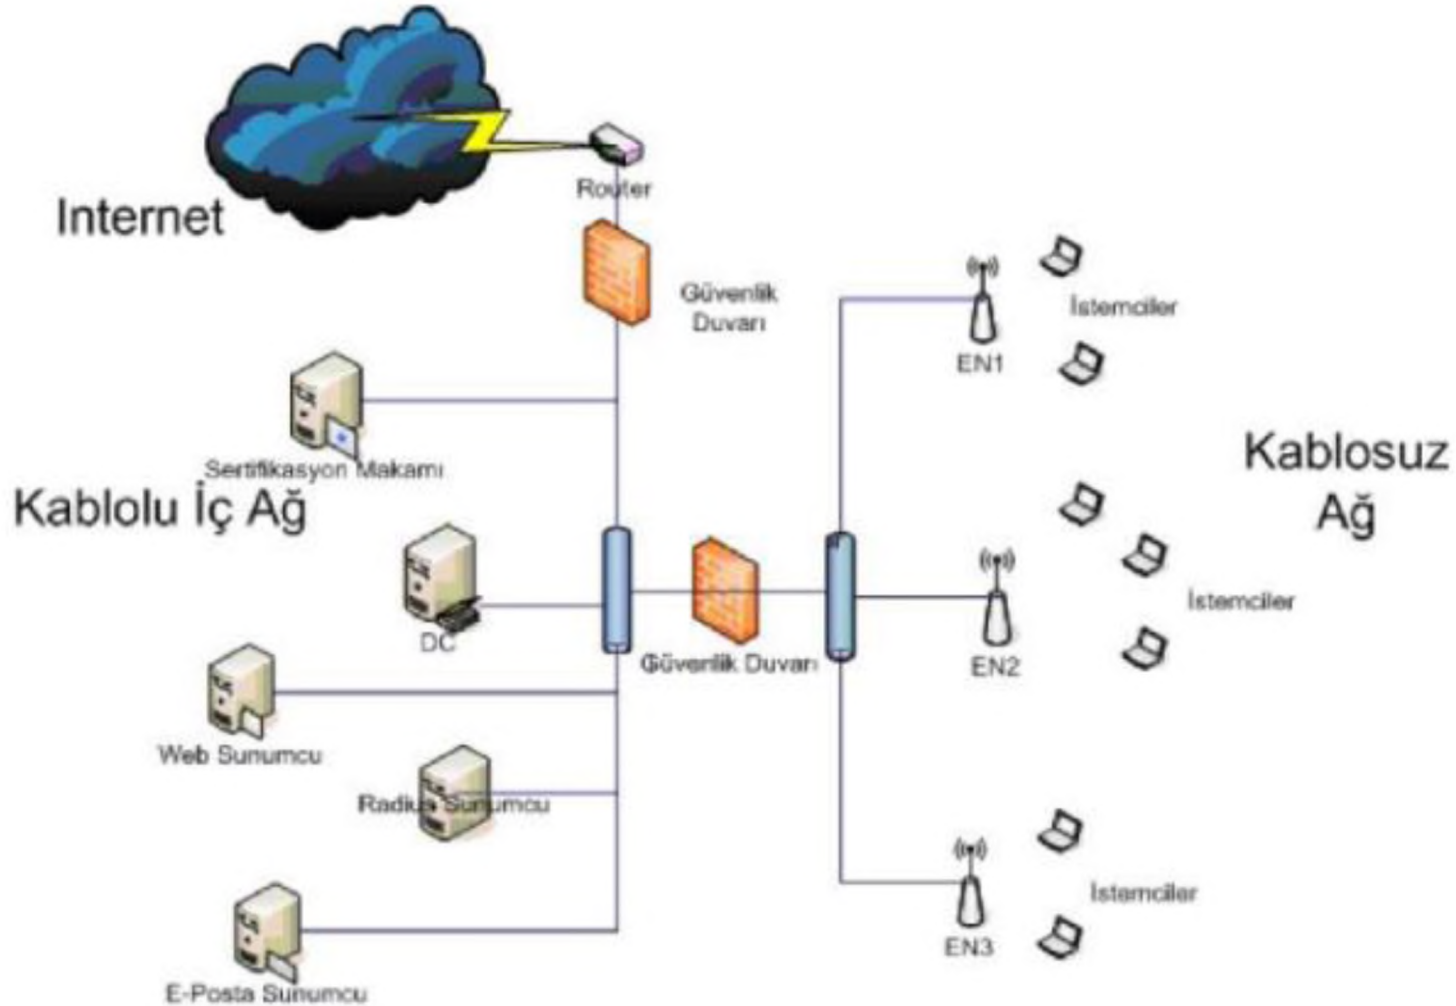 Internet
Router
Güvenlik
Duvarı
EN1
İstemciler
Sertifikasyon Makamı
Kablolu İç Ağ
Kablosuz
Ağ
DC
Güvenlik Duvarı
EN2
İstemciler
Web Sunumcu
Radius Sunumcu
EN3
İstemciler
E-Posta Sunumcu